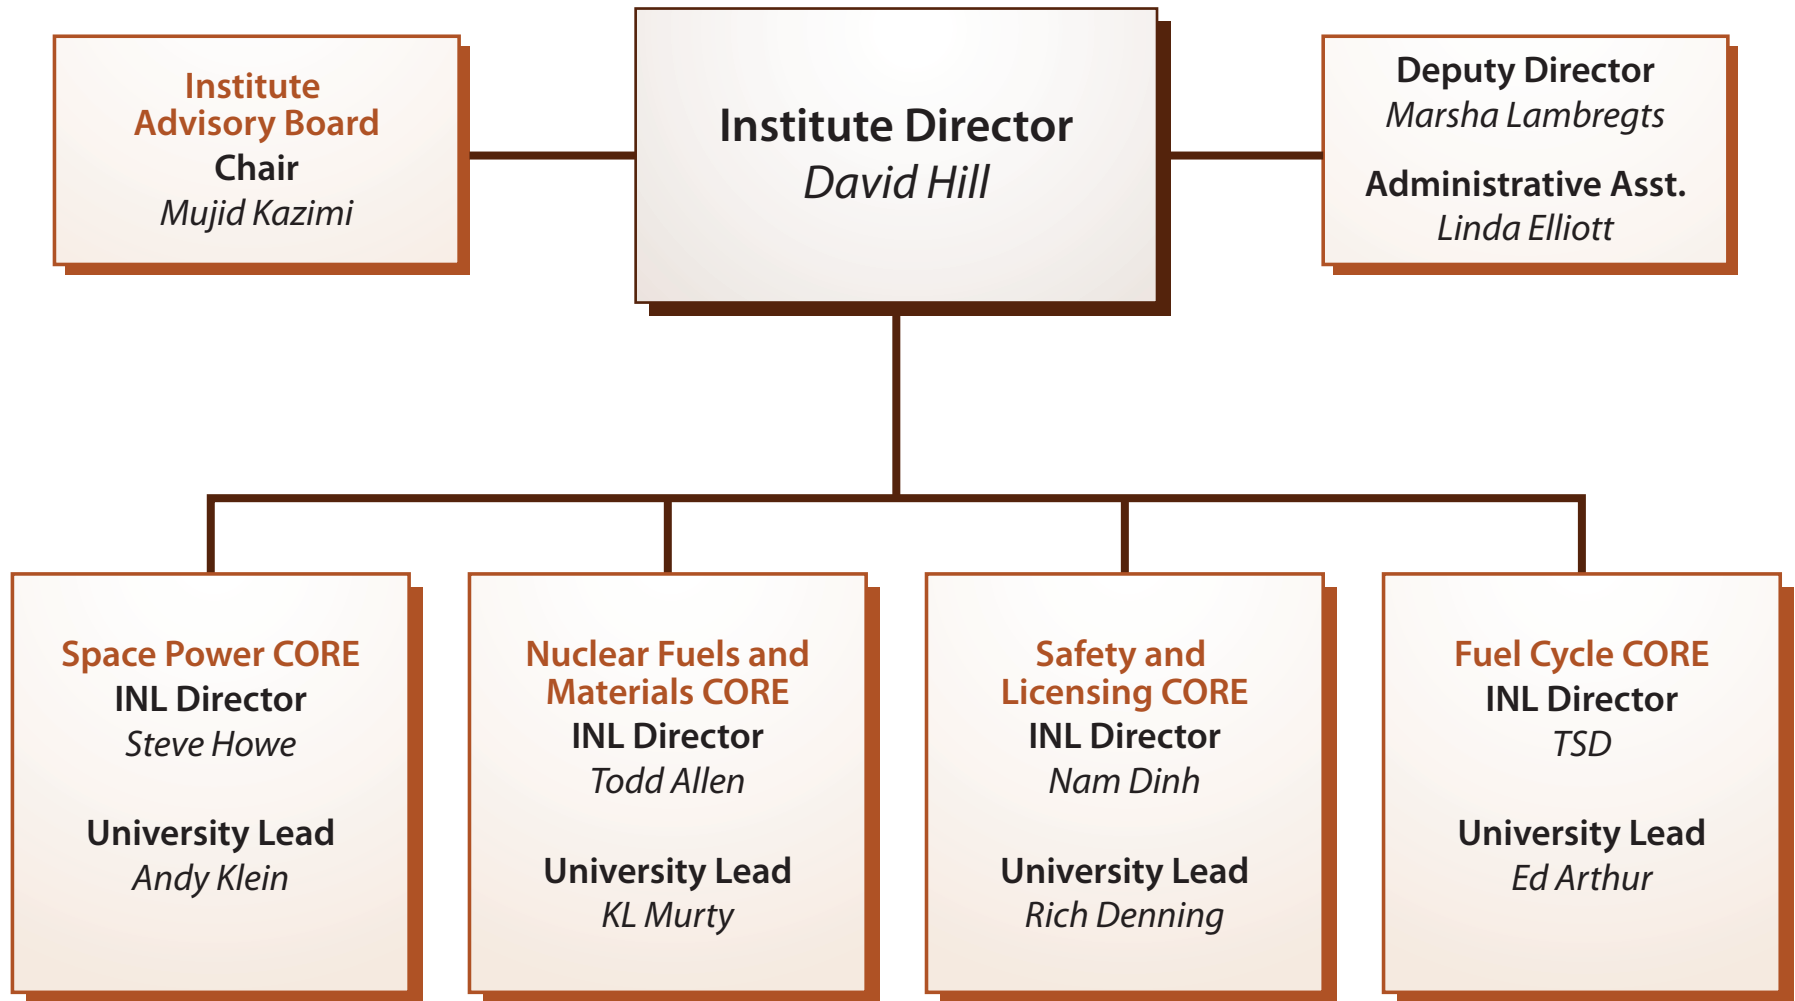 Institute
Advisory Board
Chair
Mujid Kazimi
Institute Director
David Hill
Deputy Director
Marsha Lambregts
Administrative Asst.
Linda Elliott
Space Power CORE
INL Director
Steve Howe
University Lead
Andy Klein
Nuclear Fuels and
Materials CORE
INL Director
Todd Allen
University Lead
KL Murty
Safety and
Licensing CORE
INL Director
Nam Dinh
University Lead
Rich Denning
Fuel Cycle CORE
INL Director
TSD
University Lead
Ed Arthur